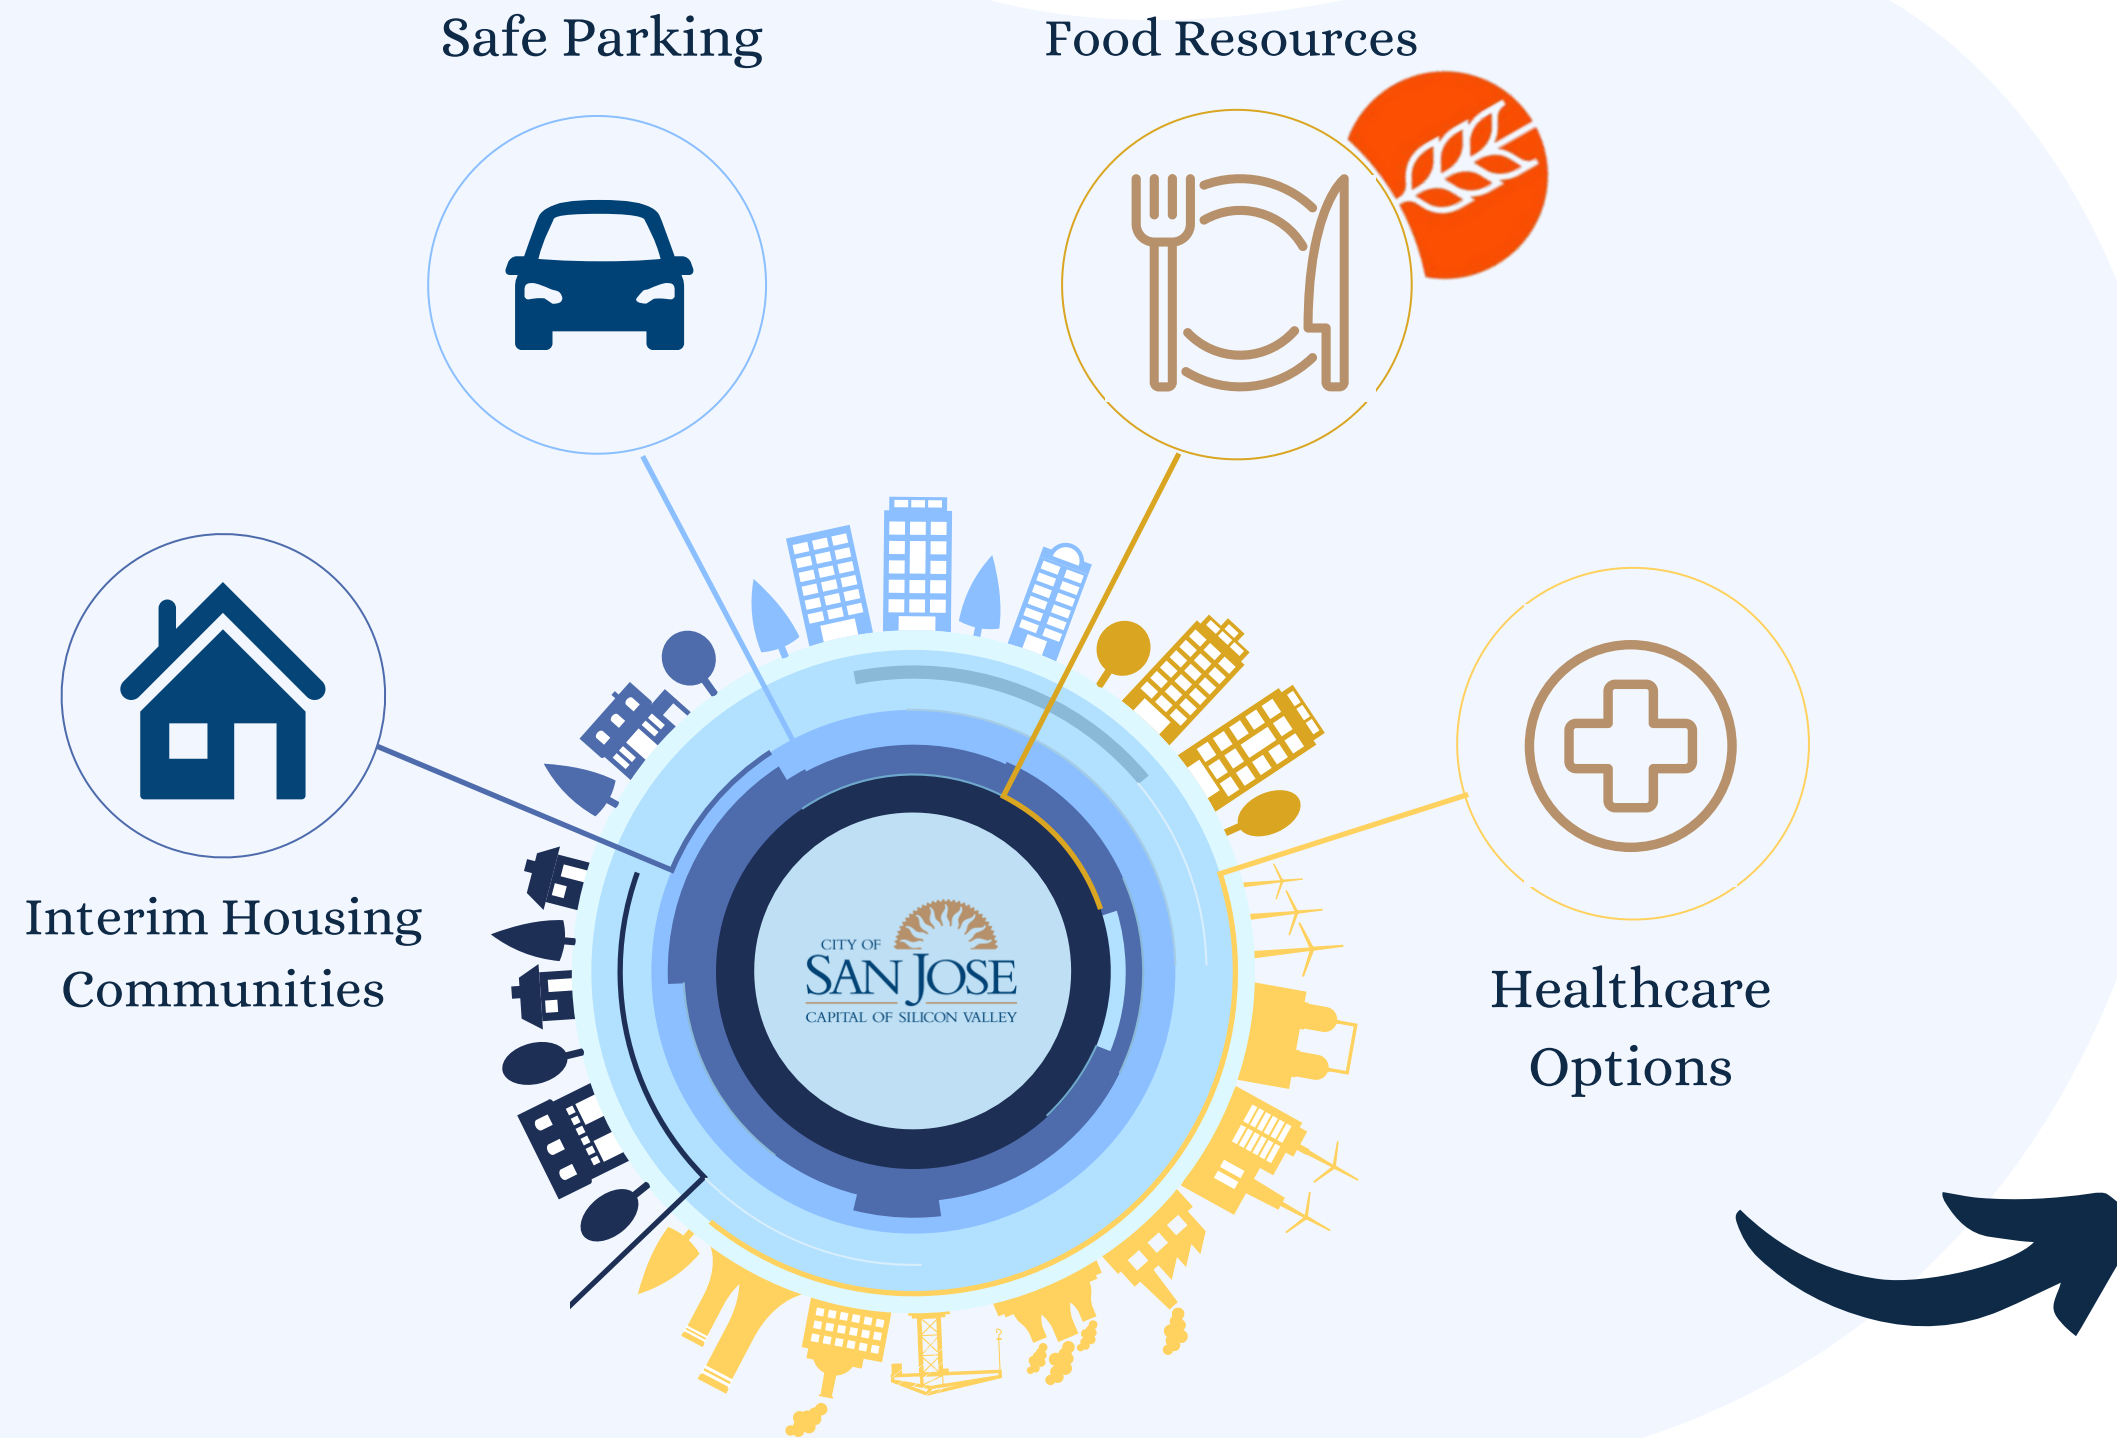 Safe Parking
Food Resources
Interim Housing
Communities
CITY OF
SAN JOSE
CAPITAL OF SILICON VALLEY
Healthcare
Options